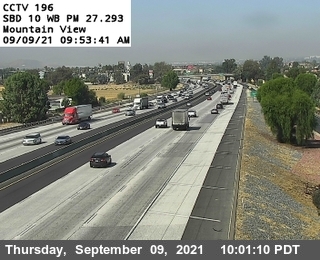 CCTV 196
SBD 10 WB PM 27.293
Mountain View
09/09/21 09:53:41 AM
Thursday, September 09, 2021 10:01:10 PDT